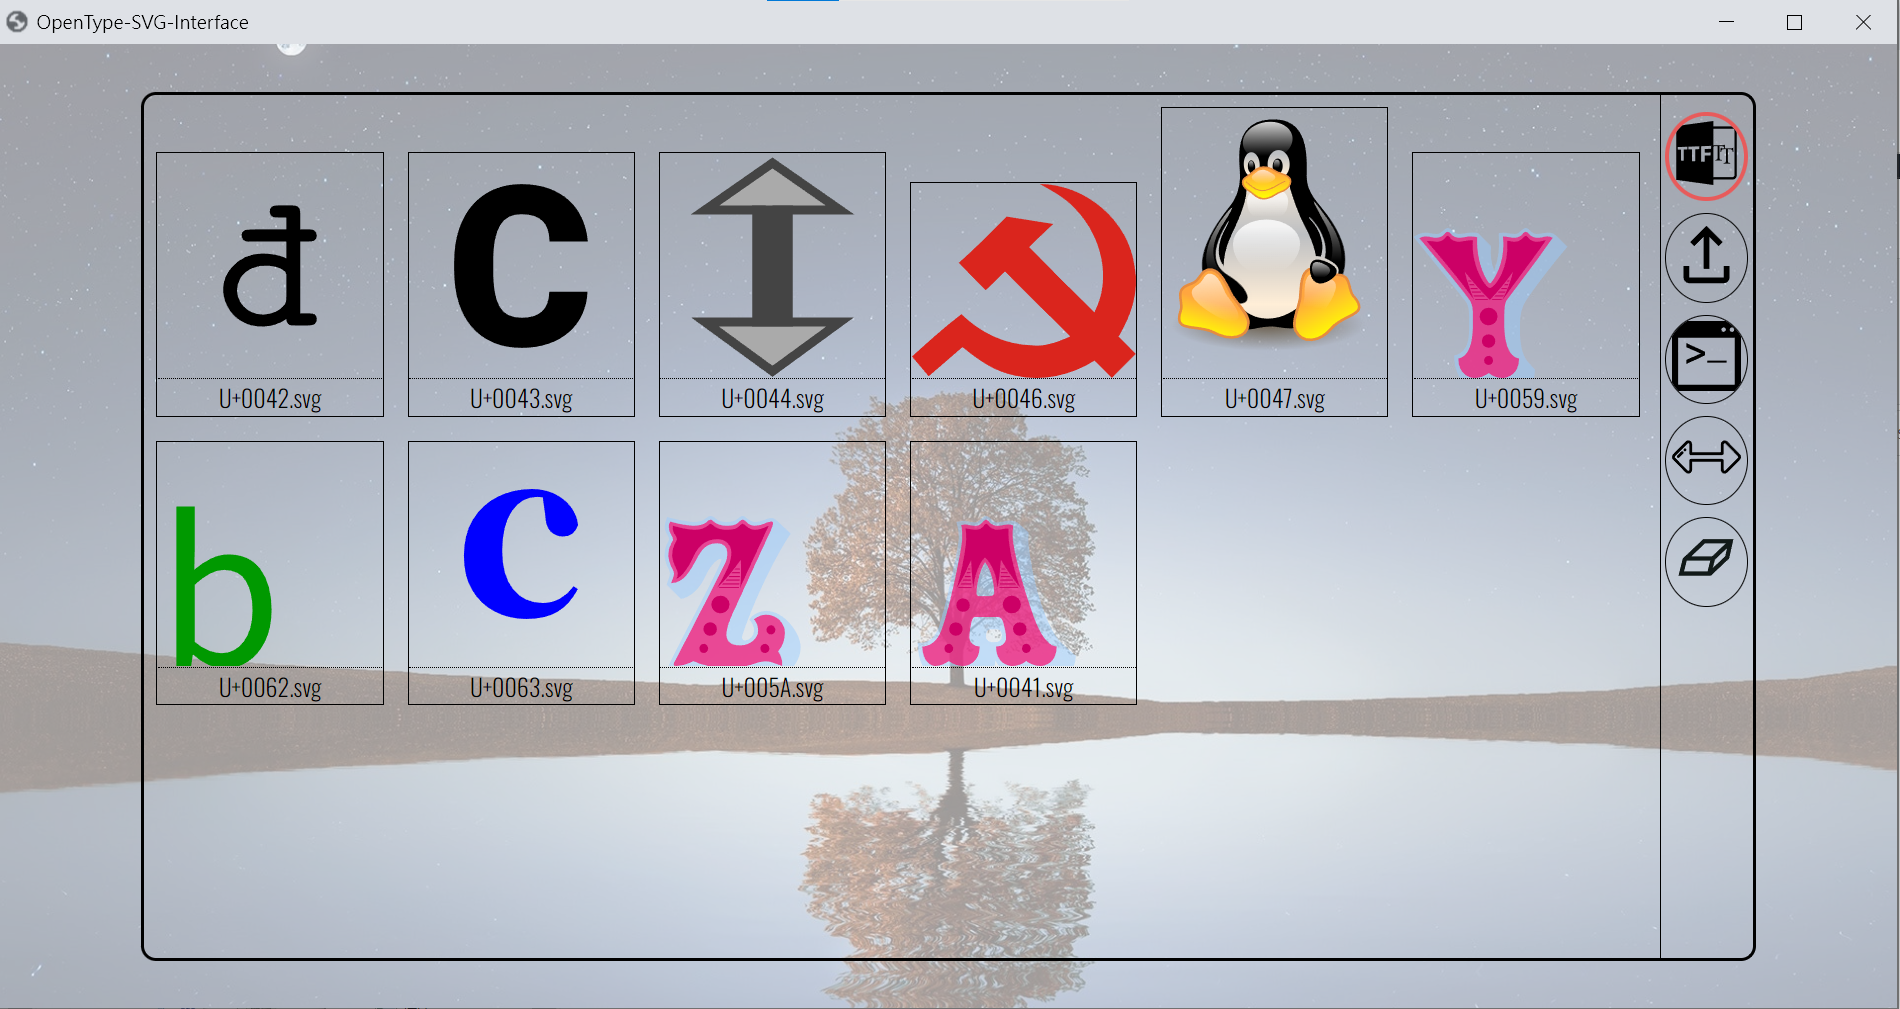 OpenType-SVG-Interface
TTF TT
>_
đ
C
U+0042.svg
U+0043.svg
U+0044.svg
U+0046.svg
U+0047.svg
Y
U+0059.svg
b
c
Z
A
U+0062.svg
U+0063.svg
U+005A.svg
U+0041.svg